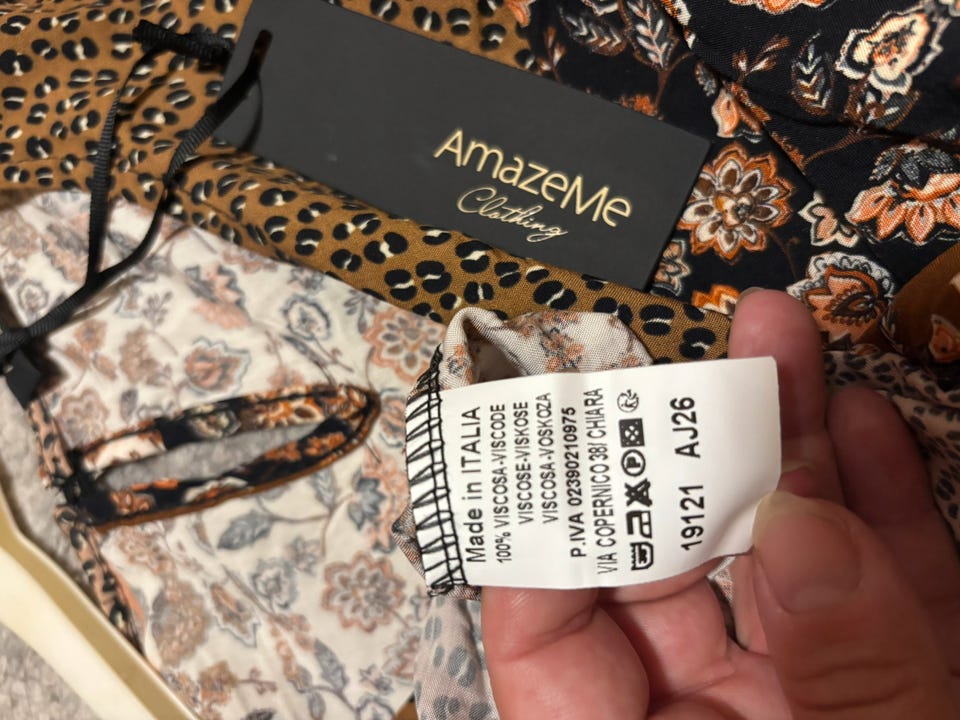 AmazeMe
Clothing
Made in ITALIA
100% VISCOSA-VISCODE
VISCOSE-VISKOSE
VISCOSA-VOSKOZA
P.IVA 02390210975
VIA COPERNICO 38/ CHIARA
P
19121 AJ26